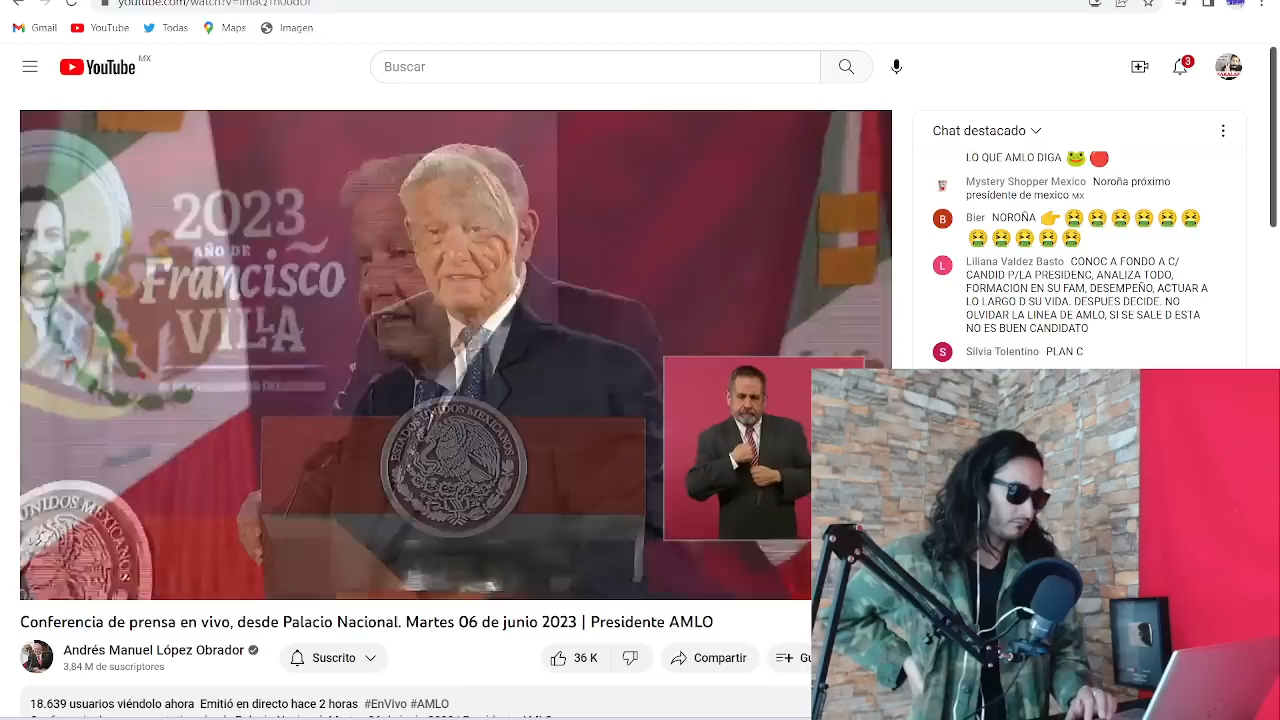 Gmail YouTube Todas Maps Imagen
YouTube MX
Buscar
3
2023
AÑO DE
Francisco
VILLA
ESTADOS UNIDOS MEXICANOS
UNIDOS MEXICANOS
Chat destacado
LO QUE AMLO DIGA
Mystery Shopper Mexico Noroña próximo
presidente de mexico MX
B Bier NOROÑA
L Liliana Valdez Basto CONOC A FONDO A C/
CANDID P/LA PRESIDENC, ANALIZA TODO,
FORMACION EN SU FAM, DESEMPEÑO, ACTUAR A
LO LARGO D SU VIDA. DESPUES DECIDE. NO
OLVIDAR LA LINEA DE AMLO, SI SE SALE D ESTA
NO ES BUEN CANDIDATO
S Silvia Tolentino PLAN C
Conferencia de prensa en vivo, desde Palacio Nacional. Martes 06 de junio 2023 | Presidente AMLO
Andrés Manuel López Obrador
3,84 M de suscriptores
Suscrito
36 K
Compartir
18.639 usuarios viéndolo ahora Emitió en directo hace 2 horas #EnVivo #AMLO